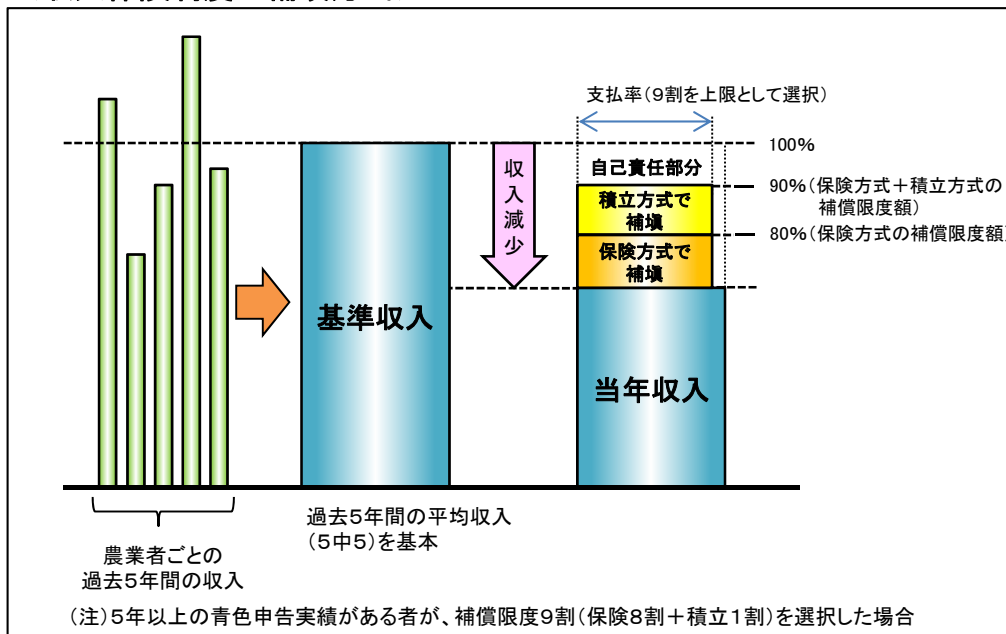 支払率(9割を上限として選択)
100%
自己責任部分
90%(保険方式+積立方式の
補償限度額)
積立方式で
補塡
80%(保険方式の補償限度額)
保険方式で
補塡
収入減少
基準収入
当年収入
過去5年間の平均収入
(5中5)を基本
農業者ごとの
過去5年間の収入
(注)5年以上の青色申告実績がある者が、補償限度9割(保険8割+積立1割)を選択した場合